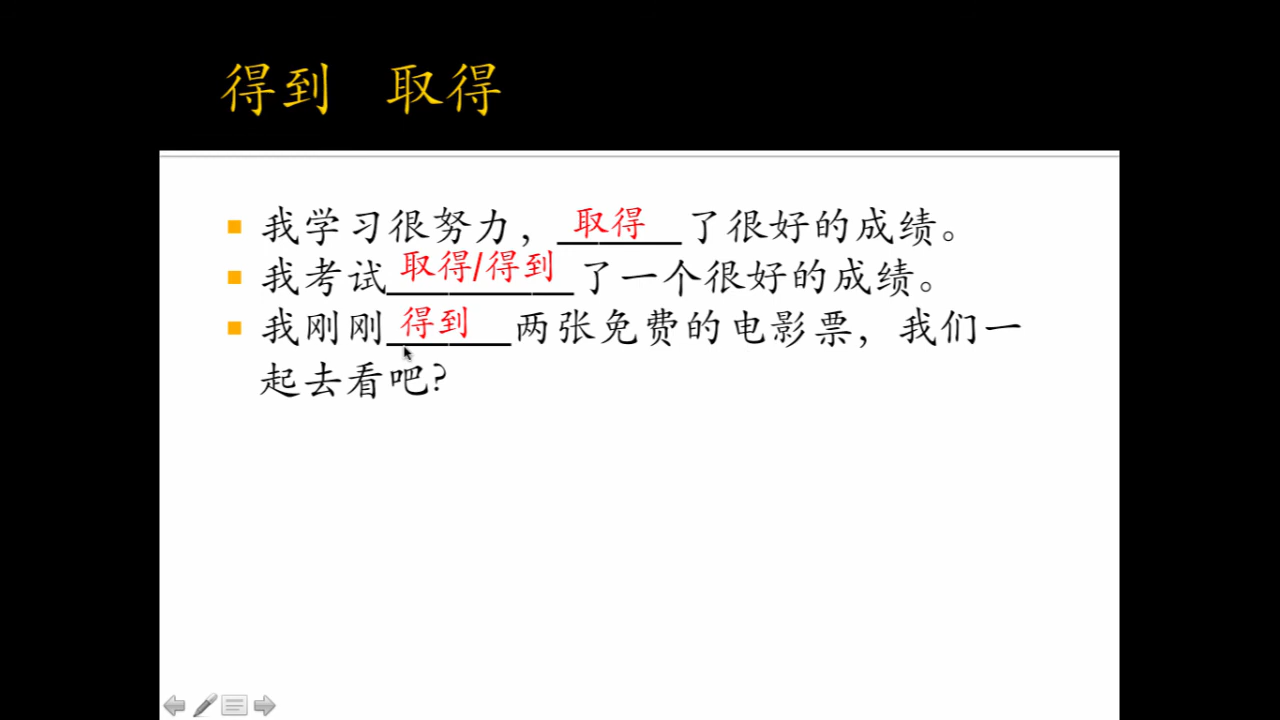 得到 取得
我学习很努力，取得了很好的成绩。
我考试取得/得到了一个很好的成绩。
我刚刚得到两张免费的电影票，我们一
起去看吧?